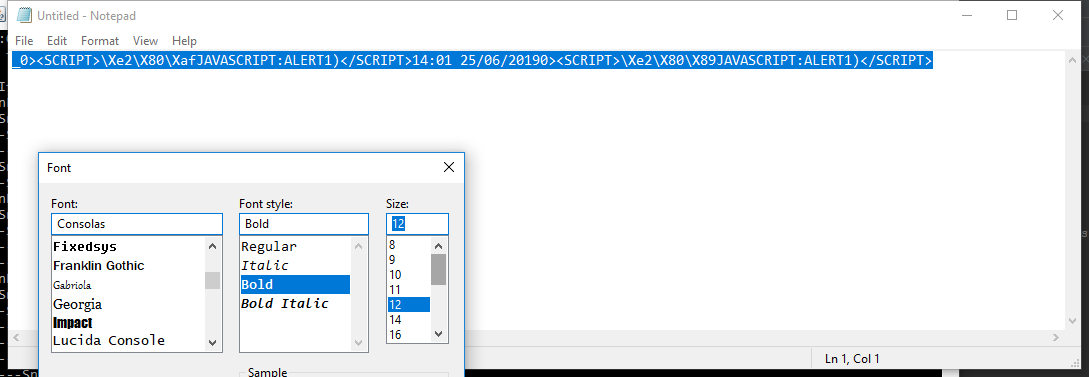 Untitled - Notepad
File Edit Format View Help
_0><SCRIPT>\Xe2\X80\XafJAVASCRIPT:ALERT1)</SCRIPT>14:01 25/06/20190><SCRIPT>\Xe2\X80\X89JAVASCRIPT:ALERT1)</SCRIPT>
Font
Font: Font style: Size:
Consolas Bold 12
Fixedsys Regular 8
Franklin Gothic Italic 9
Gabriola Bold 10
Georgia Bold Italic 11
Impact 12
Lucida Console 14
16
Sample
Ln 1, Col 1